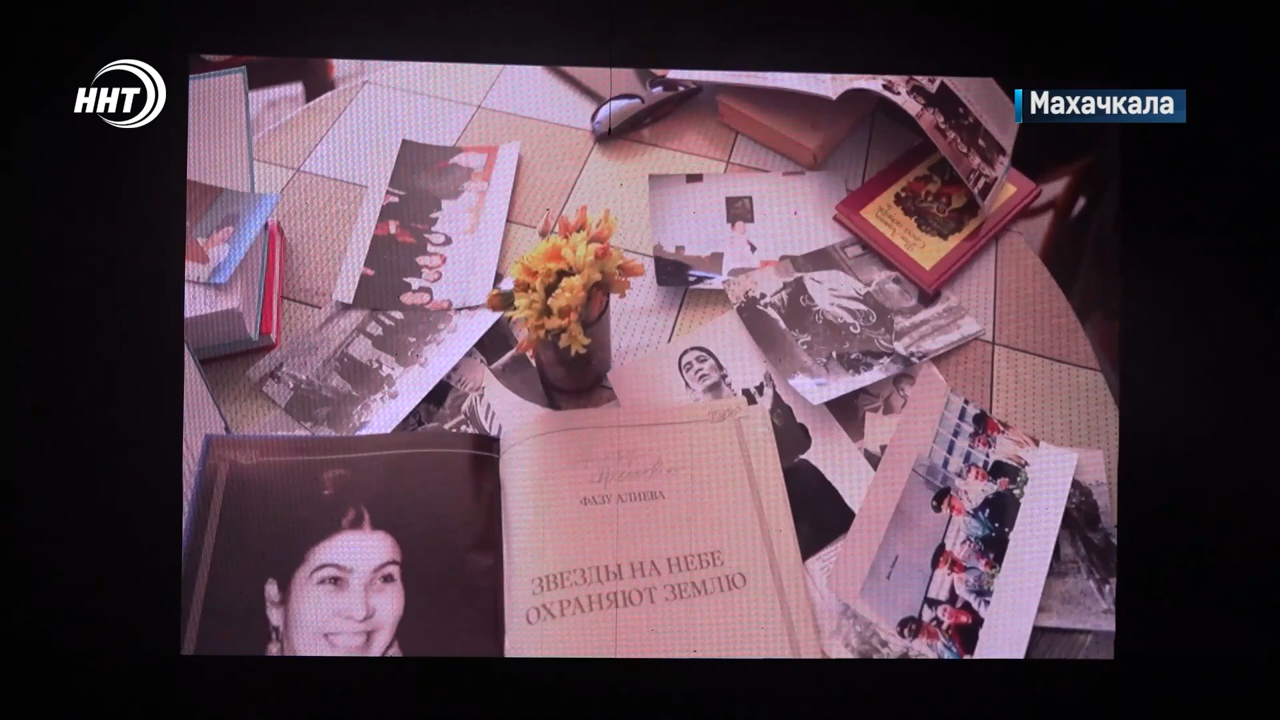 ННТ
Махачкала
ФАЗУ АЛИЕВА
ЗВЕЗДЫ НА НЕБЕ
ОХРАНЯЮТ ЗЕМЛЮ